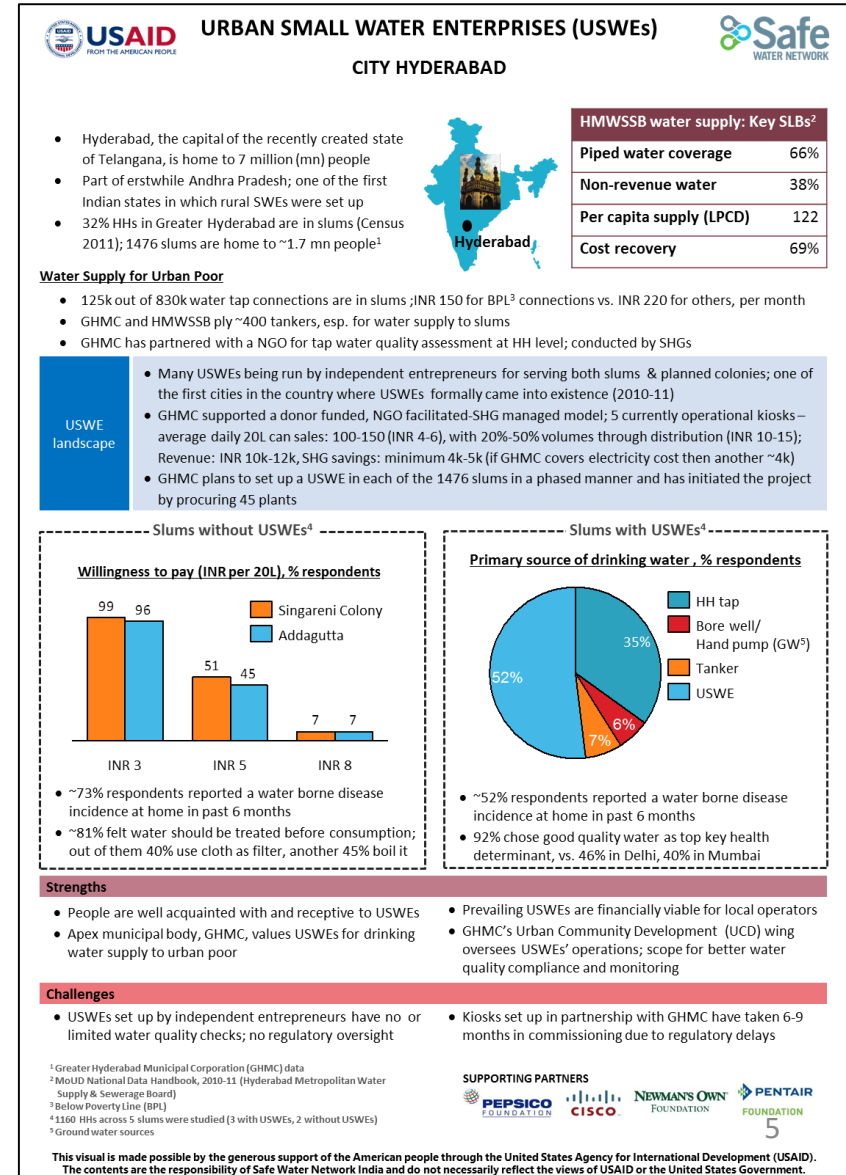 USAID
FROM THE AMERICAN PEOPLE
URBAN SMALL WATER ENTERPRISES (USWEs)
CITY HYDERABAD
Safe
WATER NETWORK
• Hyderabad, the capital of the recently created state
of Telangana, is home to 7 million (mn) people
• Part of erstwhile Andhra Pradesh; one of the first
Indian states in which rural SWEs were set up
• 32% HHs in Greater Hyderabad are in slums (Census
2011); 1476 slums are home to ~1.7 mn people¹
Hyderabad
HMWSSB water supply: Key SLBs²
Piped water coverage 66%
Non-revenue water 38%
Per capita supply (LPCD) 122
Cost recovery 69%
Water Supply for Urban Poor
• 125k out of 830k water tap connections are in slums ;INR 150 for BPL³ connections vs. INR 220 for others, per month
• GHMC and HMWSSB ply ~400 tankers, esp. for water supply to slums
• GHMC has partnered with a NGO for tap water quality assessment at HH level; conducted by SHGs
USWE
landscape
• Many USWEs being run by independent entrepreneurs for serving both slums & planned colonies; one of
the first cities in the country where USWEs formally came into existence (2010-11)
• GHMC supported a donor funded, NGO facilitated-SHG managed model; 5 currently operational kiosks –
average daily 20L can sales: 100-150 (INR 4-6), with 20%-50% volumes through distribution (INR 10-15);
Revenue: INR 10k-12k, SHG savings: minimum 4k-5k (if GHMC covers electricity cost then another ~4k)
• GHMC plans to set up a USWE in each of the 1476 slums in a phased manner and has initiated the project
by procuring 45 plants
Slums without USWEs⁴
Willingness to pay (INR per 20L), % respondents
99 96
51 45
7 7
Singareni Colony
Addagutta
INR 3 INR 5 INR 8
• ~73% respondents reported a water borne disease
incidence at home in past 6 months
• ~81% felt water should be treated before consumption;
out of them 40% use cloth as filter, another 45% boil it
Slums with USWEs⁴
Primary source of drinking water , % respondents
35%
6%
7%
52%
HH tap
Bore well/
Hand pump (GW⁵)
Tanker
USWE
• ~52% respondents reported a water borne disease
incidence at home in past 6 months
• 92% chose good quality water as top key health
determinant, vs. 46% in Delhi, 40% in Mumbai
Strengths
• People are well acquainted with and receptive to USWEs
• Apex municipal body, GHMC, values USWEs for drinking
water supply to urban poor
• Prevailing USWEs are financially viable for local operators
• GHMC's Urban Community Development (UCD) wing
oversees USWEs' operations; scope for better water
quality compliance and monitoring
Challenges
• USWEs set up by independent entrepreneurs have no or
limited water quality checks; no regulatory oversight
• Kiosks set up in partnership with GHMC have taken 6-9
months in commissioning due to regulatory delays
¹ Greater Hyderabad Municipal Corporation (GHMC) data
² MoUD National Data Handbook, 2010-11 (Hyderabad Metropolitan Water
Supply & Sewerage Board)
³ Below Poverty Line (BPL)
⁴ 1160 HHs across 5 slums were studied (3 with USWEs, 2 without USWEs)
⁵ Ground water sources
SUPPORTING PARTNERS
PEPSICO
FOUNDATION
CISCO
NEWMAN'S OWN
FOUNDATION
PENTAIR
FOUNDATION
5
This visual is made possible by the generous support of the American people through the United States Agency for International Development (USAID).
The contents are the responsibility of Safe Water Network India and do not necessarily reflect the views of USAID or the United States Government.